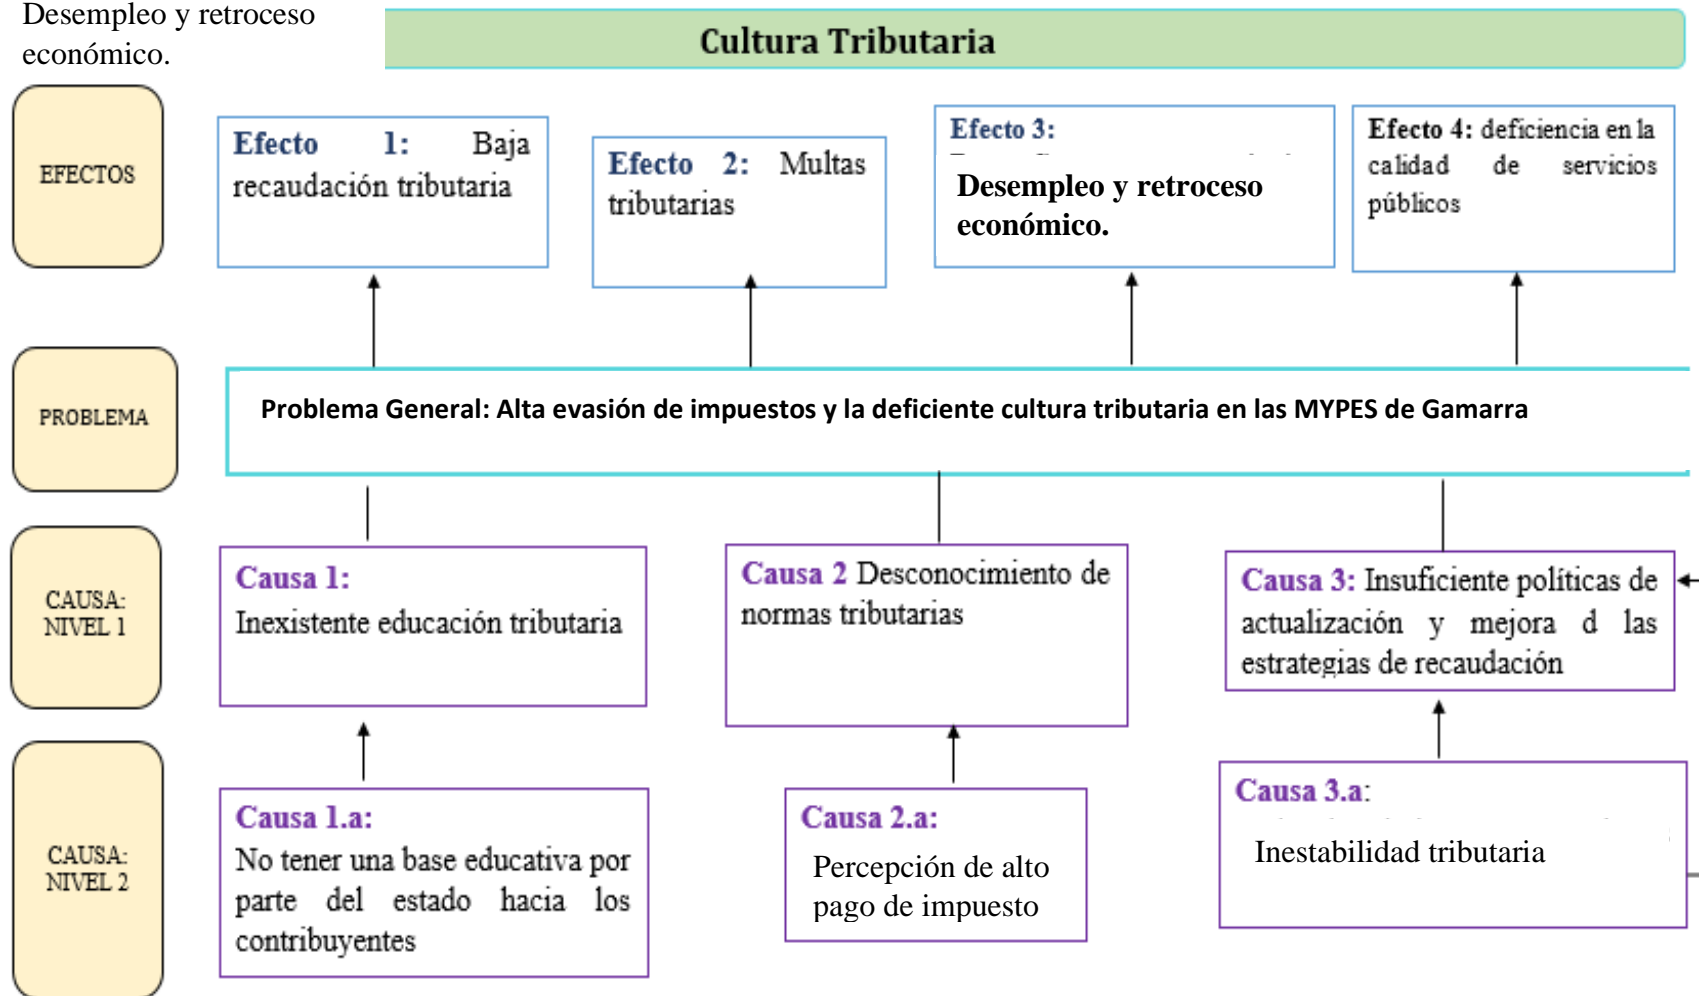 Desempleo y retroceso
económico.
Cultura Tributaria
EFECTOS
Efecto 1: Baja
recaudación tributaria
Efecto 2: Multas
tributarias
Efecto 3:
Desempleo y retroceso
económico.
Efecto 4: deficiencia en la
calidad de servicios
públicos
PROBLEMA
Problema General: Alta evasión de impuestos y la deficiente cultura tributaria en las MYPES de Gamarra
CAUSA:
NIVEL 1
Causa 1:
Inexistente educación tributaria
Causa 2 Desconocimiento de
normas tributarias
Causa 3: Insuficiente políticas de
actualización y mejora d las
estrategias de recaudación
CAUSA:
NIVEL 2
Causa 1.a:
No tener una base educativa por
parte del estado hacia los
contribuyentes
Causa 2.a:
Percepción de alto
pago de impuesto
Causa 3.a:
Inestabilidad tributaria